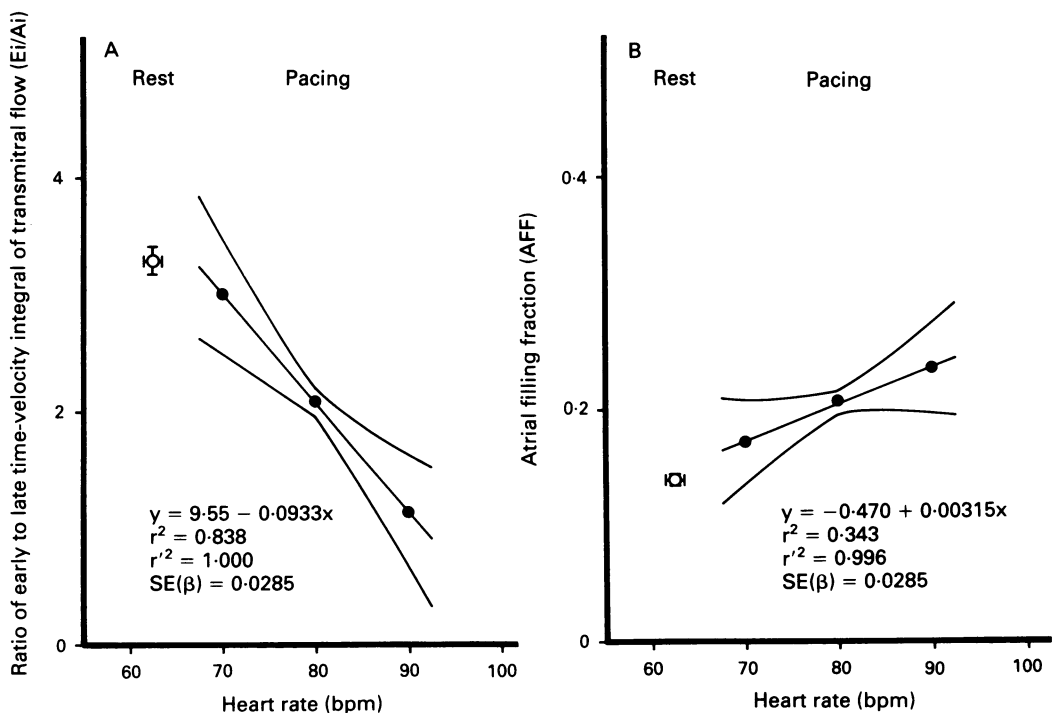 A
Rest
Pacing
Ratio of early to late time-velocity integral of transmitral flow (Ei/Ai)
4
2
0
y = 9·55 − 0·0933x
r² = 0·838
r′² = 1·000
SE(β) = 0·0285
60 70 80 90 100
Heart rate (bpm)
B
Rest
Pacing
Atrial filling fraction (AFF)
0·4
0·2
0
y = −0·470 + 0·00315x
r² = 0·343
r′² = 0·996
SE(β) = 0·0285
60 70 80 90 100
Heart rate (bpm)